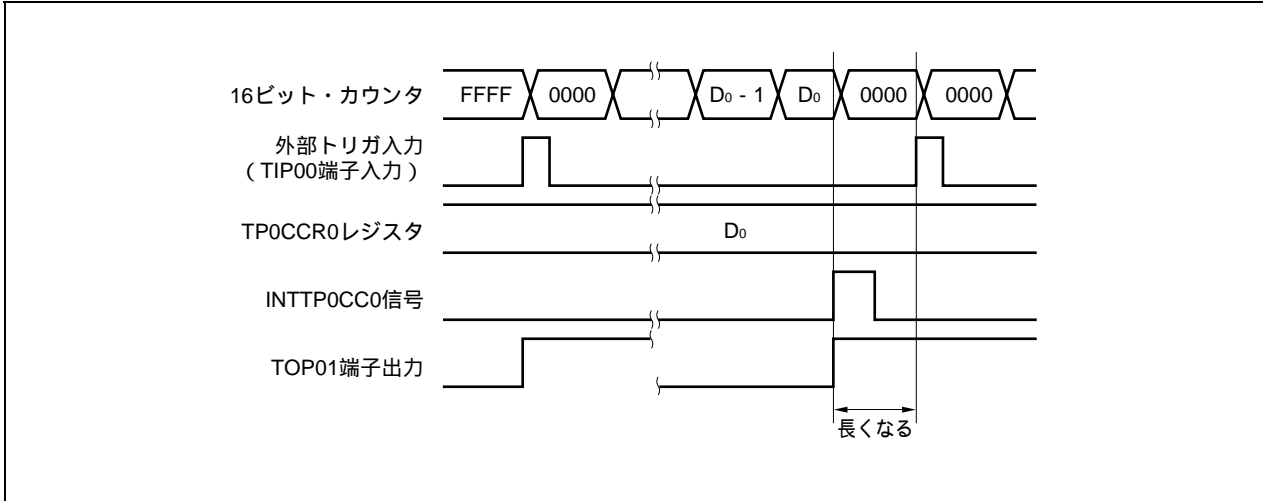 16ビット・カウンタ FFFF 0000 D0 - 1 D0 0000 0000
外部トリガ入力
(TIP00端子入力)
TP0CCR0レジスタ D0
INTTP0CC0信号
TOP01端子出力
長くなる